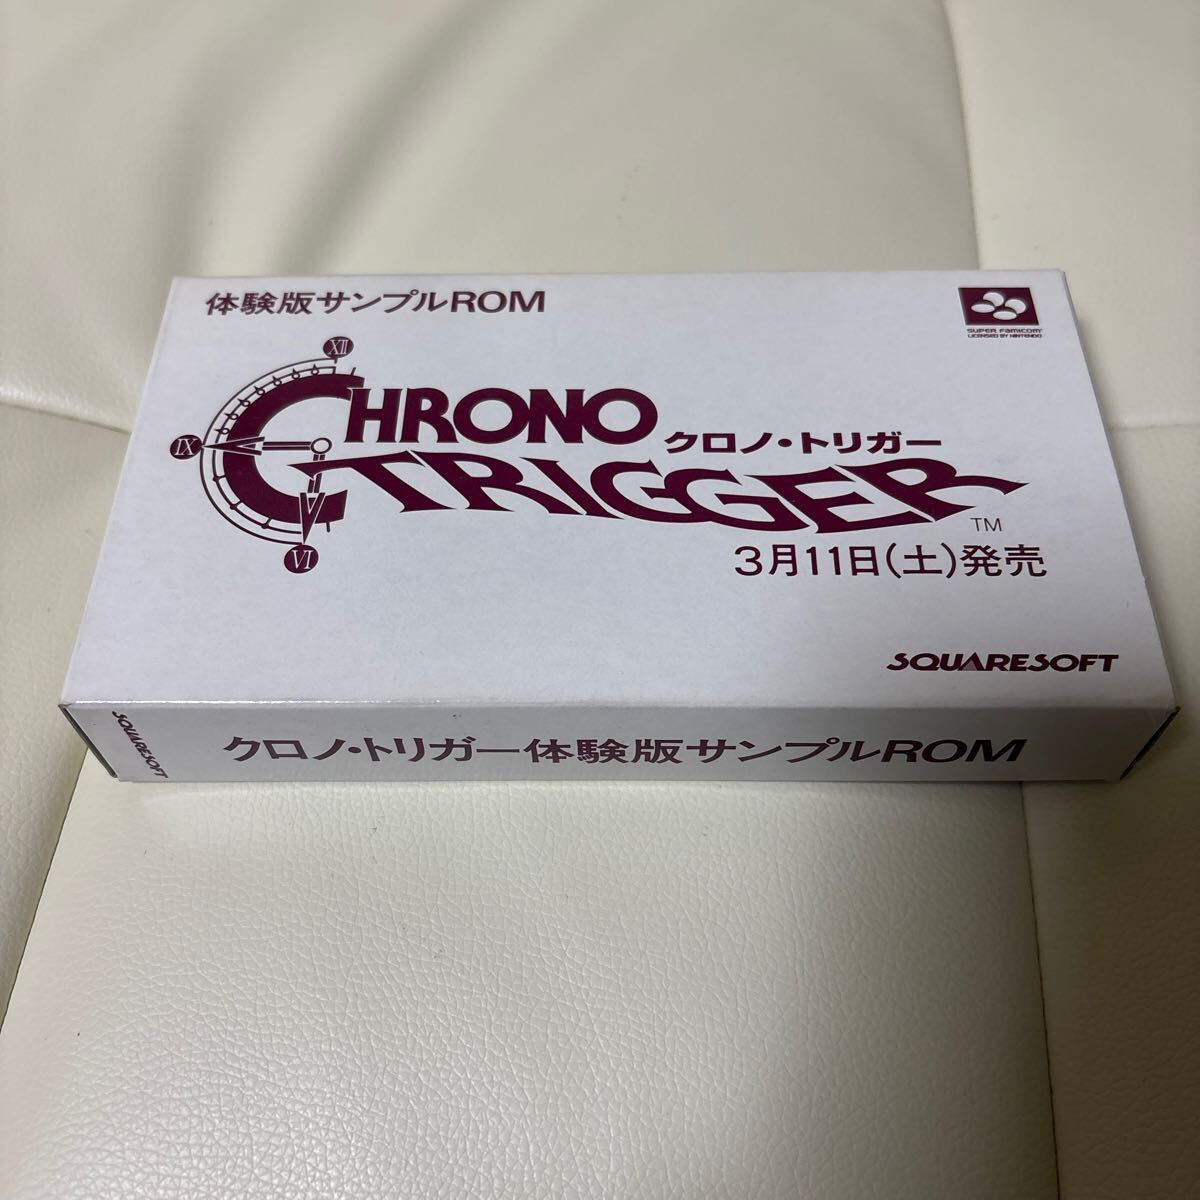 体験版サンプルROM
SUPER FAMICOM
LICENSED BY NINTENDO
XII
IX
VI
CHRONO
クロノ・トリガー
TRIGGER
TM
3月11日(土)発売
SQUARESOFT
SQUARESOFT
クロノ・トリガー体験版サンプルROM